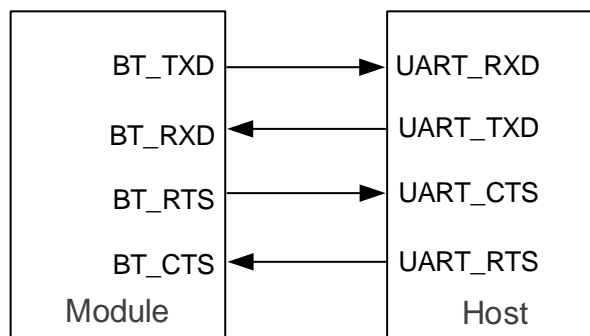 BT_TXD UART_RXD
BT_RXD UART_TXD
BT_RTS UART_CTS
BT_CTS UART_RTS
Module Host